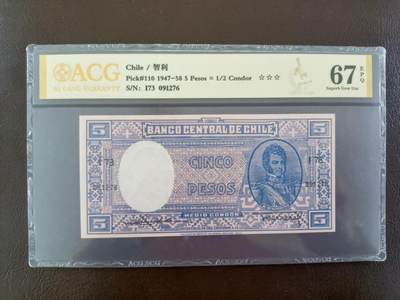 ACG
Chile / 智利
Pick#110 1947-58 5 Pesos = 1/2 Condor
S/N: I73 091276
67 EPQ
Superb Gem Unc
5 BANCO CENTRAL DE CHILE 5
I 73
091276
CINCO
PESOS
5 MEDIO CONDOR 5